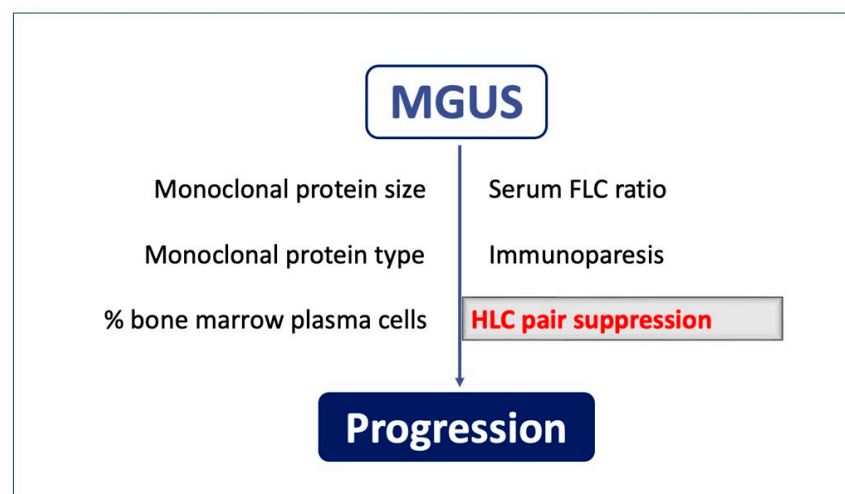 MGUS
Monoclonal protein size
Serum FLC ratio
Monoclonal protein type
Immunoparesis
% bone marrow plasma cells
HLC pair suppression
Progression